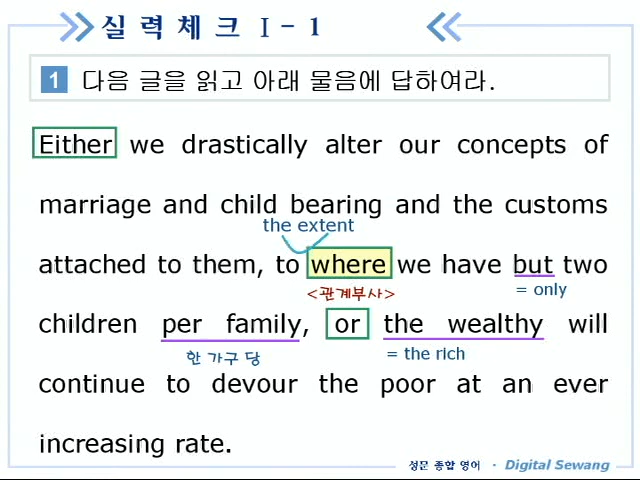 실력체크 I - 1
1 다음 글을 읽고 아래 물음에 답하여라.
Either we drastically alter our concepts of
marriage and child bearing and the customs
the extent
attached to them, to where we have but two
<관계부사> = only
children per family, or the wealthy will
한 가구 당 = the rich
continue to devour the poor at an ever
increasing rate.
성문 종합 영어 · Digital Sewang